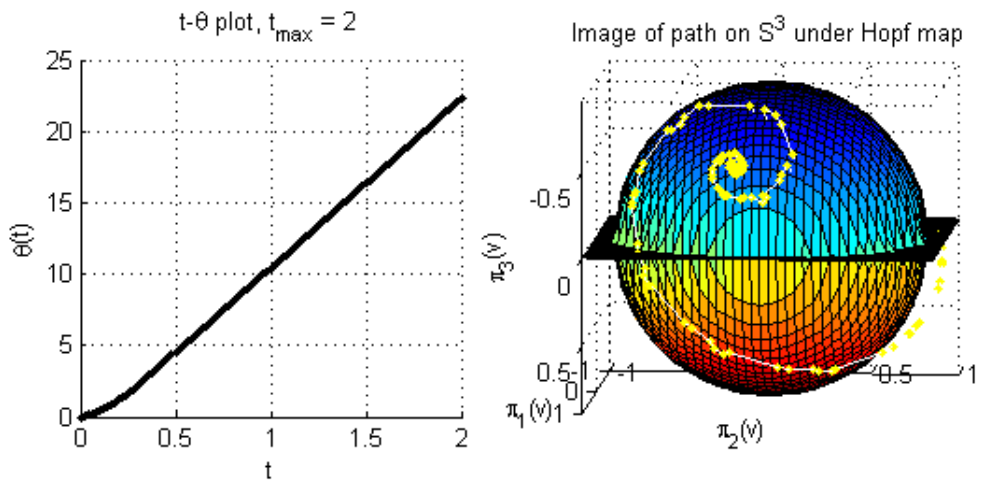 t-θ plot, t_max = 2
25
20
15
10
5
0
θ(t)
0 0.5 1 1.5 2
t
Image of path on S^3 under Hopf map
-0.5
0
π_3(v)
0.5 -1 -1 0.5 1
0
π_1(v) 1
π_2(v)